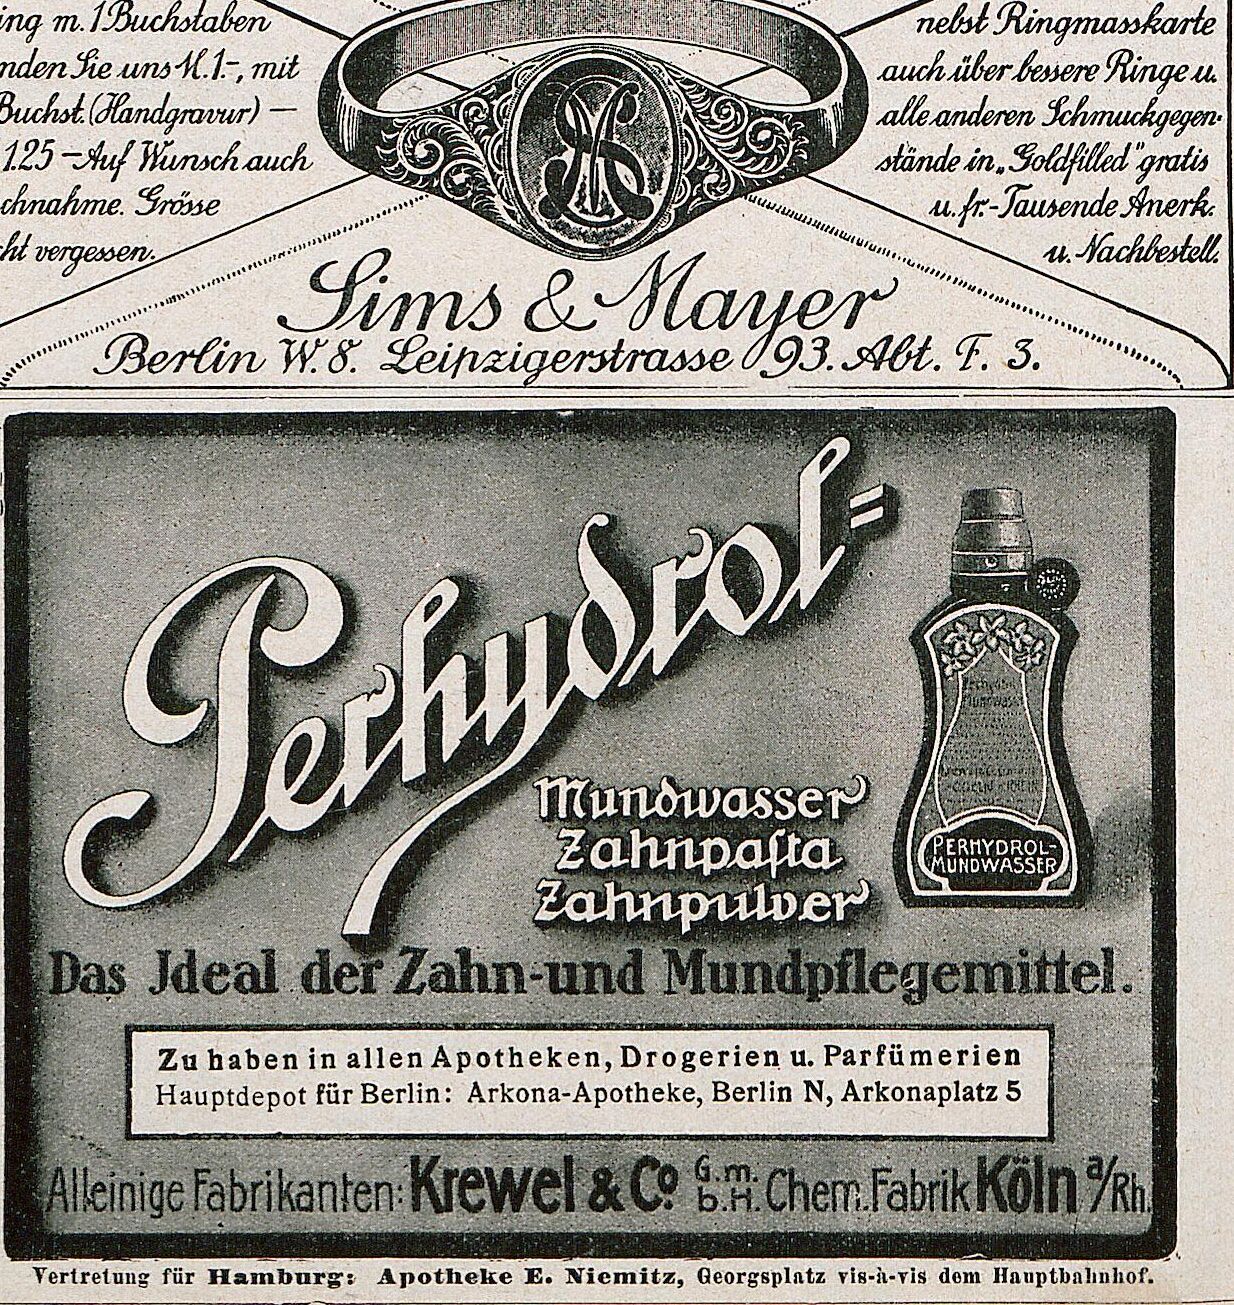 ing m. 1 Buchstaben
nden Sie uns M. 1.-, mit
Buchst. (Handgravur) —
1.25 — Auf Wunsch auch
chnahme. Grösse
ht vergessen.
nebst Ringmasskarte
auch über bessere Ringe u.
alle anderen Schmuckgegen-
stände in „Goldfilled" gratis
u. fr. - Tausende Anerk.
u. Nachbestell.
Sims & Mayer
Berlin W. 8. Leipzigerstrasse 93. Abt. F. 3.
Perhydrol=
Mundwasser
Zahnpasta
Zahnpulver
PERHYDROL-
MUNDWASSER
Das Jdeal der Zahn-und Mundpflegemittel.
Zu haben in allen Apotheken, Drogerien u. Parfümerien
Hauptdepot für Berlin: Arkona-Apotheke, Berlin N, Arkonaplatz 5
Alleinige Fabrikanten: Krewel & Co. G.m.b.H. Chem. Fabrik Köln a/Rh.
Vertretung für Hamburg: Apotheke E. Niemitz, Georgsplatz vis-à-vis dem Hauptbahnhof.